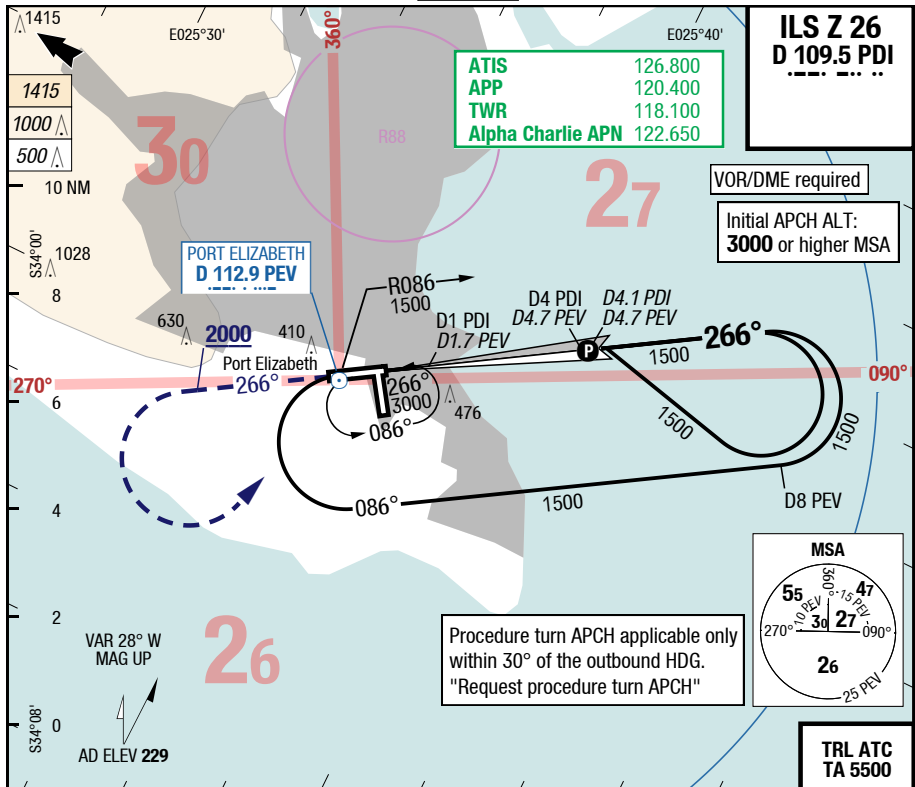 1415
E025°30'
360°
E025°40'
ILS Z 26
D 109.5 PDI
ATIS 126.800
APP 120.400
TWR 118.100
Alpha Charlie APN 122.650
1415
1000
500
30
R88
27
10 NM
VOR/DME required
Initial APCH ALT:
3000 or higher MSA
S34°00'
1028
PORT ELIZABETH
D 112.9 PEV
8
R086
1500
D1 PDI
D1.7 PEV
D4 PDI
D4.7 PEV
D4.1 PDI
D4.7 PEV
630
2000
410
266°
1500
P
Port Elizabeth
270°
266°
090°
6
266°
3000
476
086°
1500
1500
086°
1500
D8 PEV
4
MSA
55
47
360°
10 PEV
15 PEV
30
27
270°
090°
26
25 PEV
2
26
Procedure turn APCH applicable only
within 30° of the outbound HDG.
"Request procedure turn APCH"
VAR 28° W
MAG UP
S34°08'
0
AD ELEV 229
TRL ATC
TA 5500